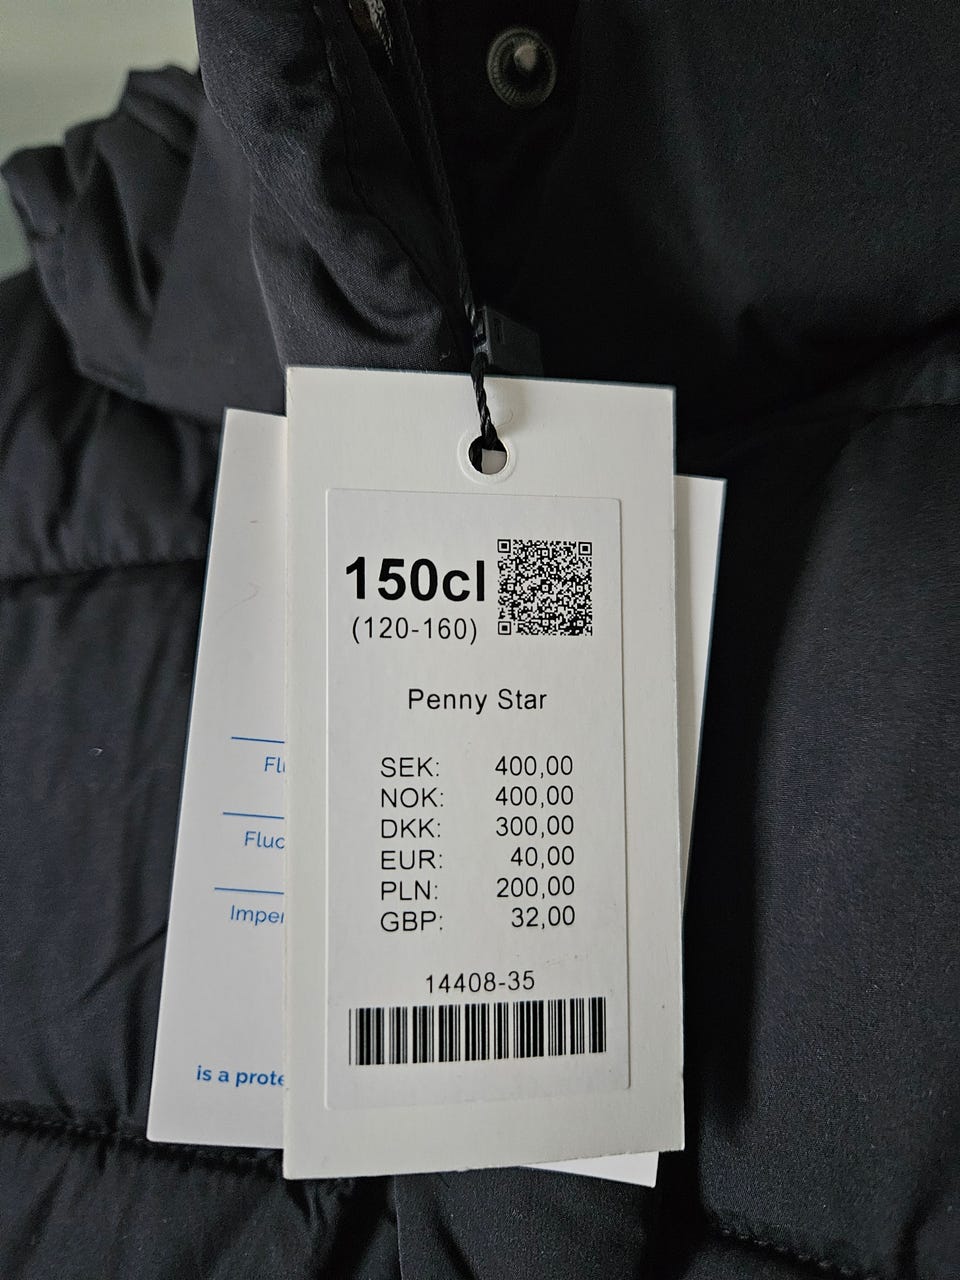 150cl
(120-160)
Penny Star
SEK: 400,00
NOK: 400,00
DKK: 300,00
EUR: 40,00
PLN: 200,00
GBP: 32,00
14408-35
is a